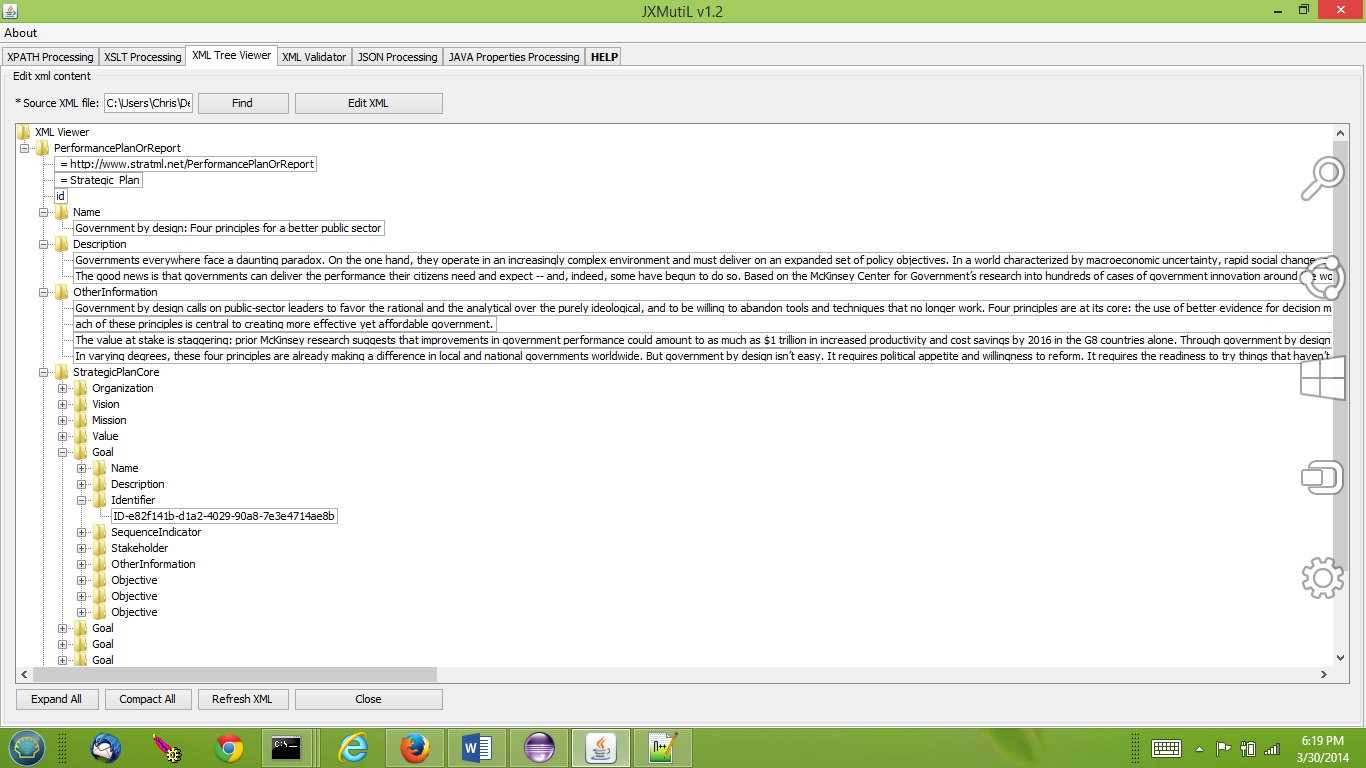 JXMutiL v1.2
About
XPATH Processing XSLT Processing XML Tree Viewer XML Validator JSON Processing JAVA Properties Processing HELP
Edit xml content
* Source XML file: C:\Users\Chris\De Find Edit XML
XML Viewer
PerformancePlanOrReport
= http://www.stratml.net/PerformancePlanOrReport
= Strategic_Plan
id
Name
Government by design: Four principles for a better public sector
Description
Governments everywhere face a daunting paradox. On the one hand, they operate in an increasingly complex environment and must deliver on an expanded set of policy objectives. In a world characterized by macroeconomic uncertainty, rapid social change,
The good news is that governments can deliver the performance their citizens need and expect -- and, indeed, some have begun to do so. Based on the McKinsey Center for Government's research into hundreds of cases of government innovation around
OtherInformation
Government by design calls on public-sector leaders to favor the rational and the analytical over the purely ideological, and to be willing to abandon tools and techniques that no longer work. Four principles are at its core: the use of better evidence for decision m
ach of these principles is central to creating more effective yet affordable government.
The value at stake is staggering: prior McKinsey research suggests that improvements in government performance could amount to as much as $1 trillion in increased productivity and cost savings by 2016 in the G8 countries alone. Through government by design
In varying degrees, these four principles are already making a difference in local and national governments worldwide. But government by design isn't easy. It requires political appetite and willingness to reform. It requires the readiness to try things that haven't
StrategicPlanCore
Organization
Vision
Mission
Value
Goal
Name
Description
Identifier
ID-e82f141b-d1a2-4029-90a8-7e3e4714ae8b
SequenceIndicator
Stakeholder
OtherInformation
Objective
Objective
Objective
Goal
Goal
Goal
Expand All Compact All Refresh XML Close
6:19 PM
3/30/2014